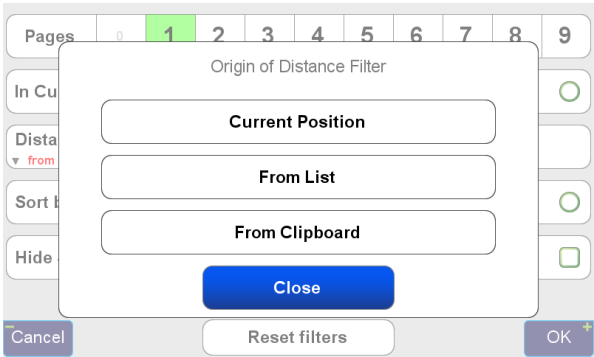 Pages 0 1 2 3 4 5 6 7 8 9
Origin of Distance Filter
In Cu
Current Position
Dista
▼ from
From List
Sort b
From Clipboard
Hide
Close
− Cancel
Reset filters
OK +